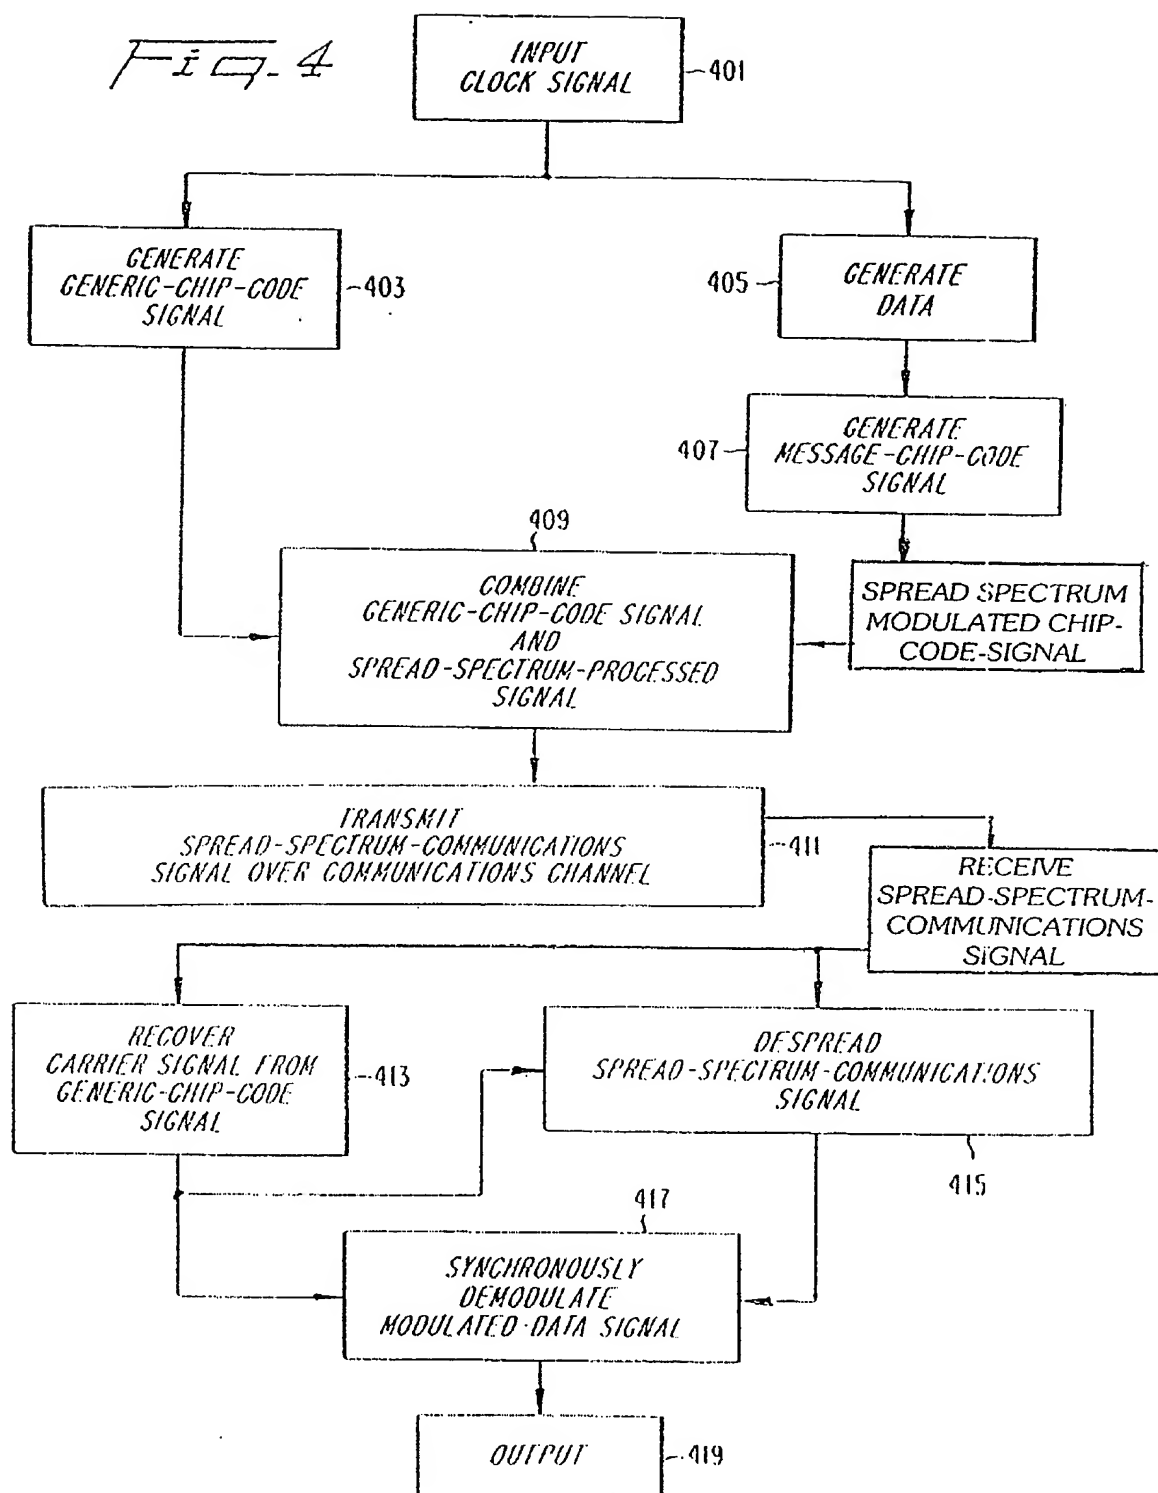 Fig. 4
INPUT
CLOCK SIGNAL
401
GENERATE
GENERIC-CHIP-CODE
SIGNAL
403
405
GENERATE
DATA
407
GENERATE
MESSAGE-CHIP-CODE
SIGNAL
409
COMBINE
GENERIC-CHIP-CODE SIGNAL
AND
SPREAD-SPECTRUM-PROCESSED
SIGNAL
SPREAD SPECTRUM
MODULATED CHIP-
CODE-SIGNAL
TRANSMIT
SPREAD-SPECTRUM-COMMUNICATIONS
SIGNAL OVER COMMUNICATIONS CHANNEL
411
RECEIVE
SPREAD-SPECTRUM-
COMMUNICATIONS
SIGNAL
RECOVER
CARRIER SIGNAL FROM
GENERIC-CHIP-CODE
SIGNAL
413
DESPREAD
SPREAD-SPECTRUM-COMMUNICATIONS
SIGNAL
415
417
SYNCHRONOUSLY
DEMODULATE
MODULATED-DATA SIGNAL
OUTPUT
419